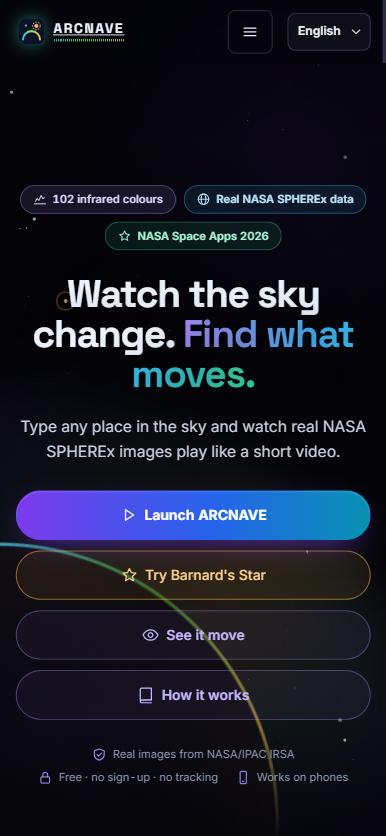 ARCNAVE
English
102 infrared colours
Real NASA SPHEREx data
NASA Space Apps 2026
Watch the sky
change. Find what
moves.
Type any place in the sky and watch real NASA
SPHEREx images play like a short video.
Launch ARCNAVE
Try Barnard's Star
See it move
How it works
Real images from NASA/IPAC IRSA
Free · no sign-up · no tracking
Works on phones